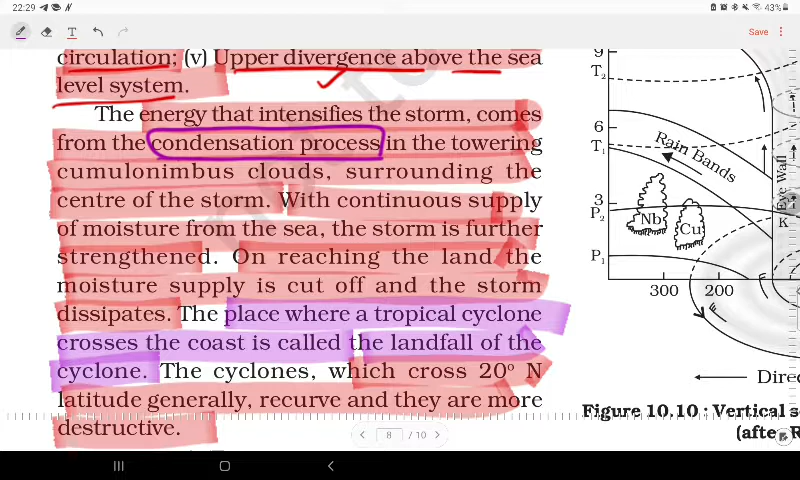 22:29
43%
Save
circulation; (v) Upper divergence above the sea
level system.
The energy that intensifies the storm, comes
from the condensation process in the towering
cumulonimbus clouds, surrounding the
centre of the storm. With continuous supply
of moisture from the sea, the storm is further
strengthened. On reaching the land the
moisture supply is cut off and the storm
dissipates. The place where a tropical cyclone
crosses the coast is called the landfall of the
cyclone. The cyclones, which cross 20° N
latitude generally, recurve and they are more
destructive.
9
T2
6
T1
Rain Bands
Eye Wall
3
P2
Nb
Cu
K
P1
300 200
Direc
Figure 10.10 : Vertical s
(after R
8 / 10